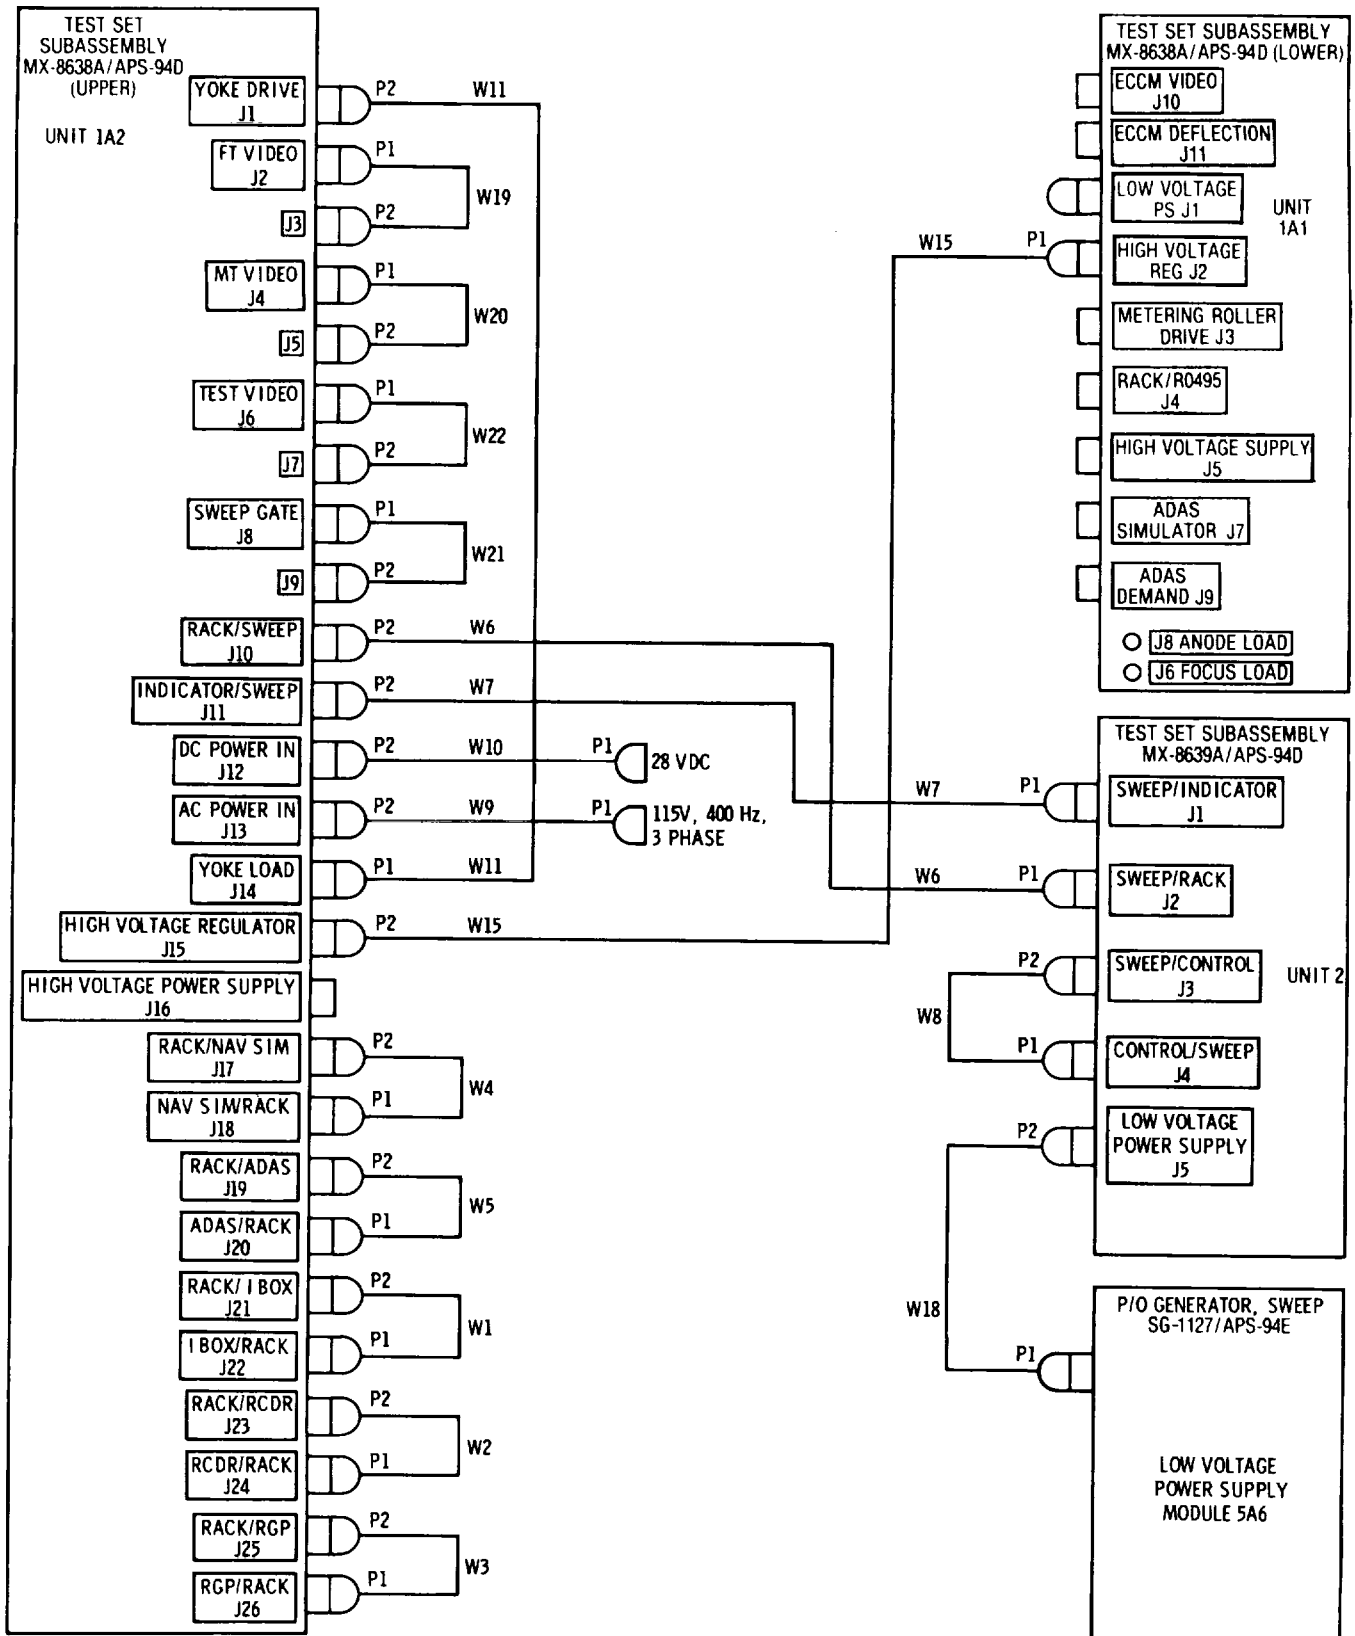 TEST SET
SUBASSEMBLY
MX-8638A/APS-94D
(UPPER)
UNIT 1A2
YOKE DRIVE
J1
P2
W11
FT VIDEO
J2
P1
W19
J3
P2
MT VIDEO
J4
P1
W20
J5
P2
TEST VIDEO
J6
P1
W22
J7
P2
SWEEP GATE
J8
P1
W21
J9
P2
RACK/SWEEP
J10
P2
W6
INDICATOR/SWEEP
J11
P2
W7
DC POWER IN
J12
P2
W10
P1
28 VDC
AC POWER IN
J13
P2
W9
P1
115V, 400 Hz,
3 PHASE
YOKE LOAD
J14
P1
W11
HIGH VOLTAGE REGULATOR
J15
P2
W15
HIGH VOLTAGE POWER SUPPLY
J16
RACK/NAV SIM
J17
P2
W4
NAV SIM/RACK
J18
P1
RACK/ADAS
J19
P2
W5
ADAS/RACK
J20
P1
RACK/ I BOX
J21
P2
W1
I BOX/RACK
J22
P1
RACK/RCDR
J23
P2
W2
RCDR/RACK
J24
P1
RACK/RGP
J25
P2
W3
RGP/RACK
J26
P1
TEST SET SUBASSEMBLY
MX-8638A/APS-94D (LOWER)
ECCM VIDEO
J10
ECCM DEFLECTION
J11
LOW VOLTAGE
PS J1
UNIT
1A1
W15
P1
HIGH VOLTAGE
REG J2
METERING ROLLER
DRIVE J3
RACK/R0495
J4
HIGH VOLTAGE SUPPLY
J5
ADAS
SIMULATOR J7
ADAS
DEMAND J9
J8 ANODE LOAD
J6 FOCUS LOAD
TEST SET SUBASSEMBLY
MX-8639A/APS-94D
W7
P1
SWEEP/INDICATOR
J1
W6
P1
SWEEP/RACK
J2
P2
SWEEP/CONTROL
J3
UNIT 2
W8
P1
CONTROL/SWEEP
J4
P2
LOW VOLTAGE
POWER SUPPLY
J5
W18
P1
P/O GENERATOR, SWEEP
SG-1127/APS-94E
LOW VOLTAGE
POWER SUPPLY
MODULE 5A6